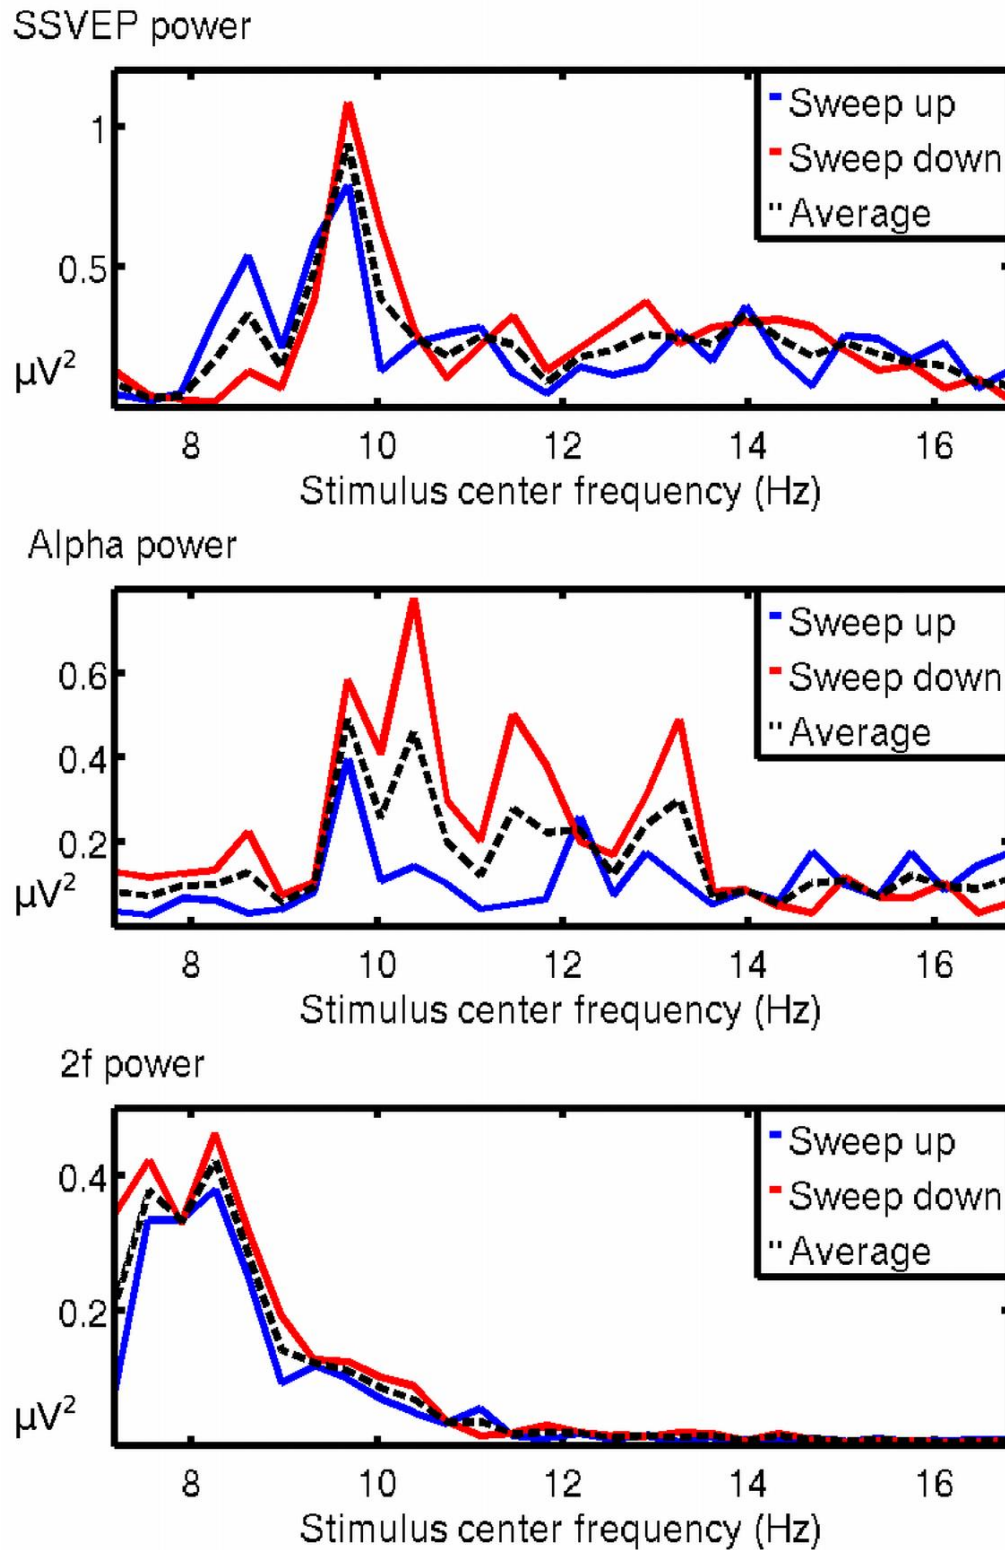 SSVEP power
Sweep up
Sweep down
Average
1
0.5
µV²
8 10 12 14 16
Stimulus center frequency (Hz)
Alpha power
Sweep up
Sweep down
Average
0.6
0.4
0.2
µV²
8 10 12 14 16
Stimulus center frequency (Hz)
2f power
Sweep up
Sweep down
Average
0.4
0.2
µV²
8 10 12 14 16
Stimulus center frequency (Hz)